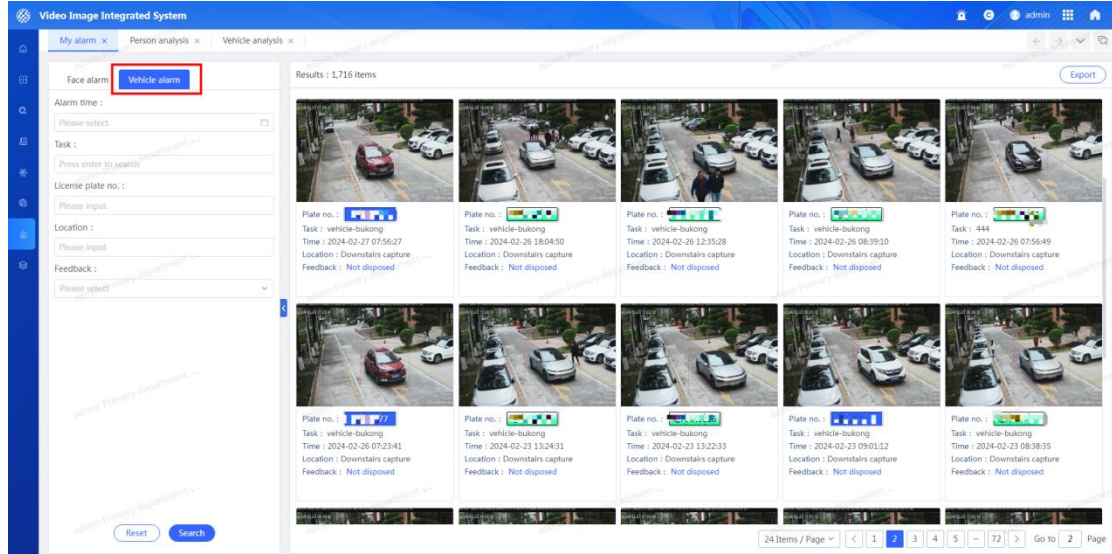 Video Image Integrated System
admin
My alarm ×
Person analysis ×
Vehicle analysis ×
Face alarm
Vehicle alarm
Alarm time :
Please select
Task :
Press enter to search
License plate no. :
Please input
Location :
Please input
Feedback :
Please select
Reset
Search
Results : 1,716 items
Export
Plate no. :
Task : vehicle-bukong
Time : 2024-02-27 07:56:27
Location : Downstairs capture
Feedback : Not disposed
Plate no. :
Task : vehicle-bukong
Time : 2024-02-26 18:04:50
Location : Downstairs capture
Feedback : Not disposed
Plate no. :
Task : vehicle-bukong
Time : 2024-02-26 12:35:28
Location : Downstairs capture
Feedback : Not disposed
Plate no. :
Task : vehicle-bukong
Time : 2024-02-26 08:39:10
Location : Downstairs capture
Feedback : Not disposed
Plate no. :
Task : 444
Time : 2024-02-26 07:56:49
Location : Downstairs capture
Feedback : Not disposed
Plate no. :
Task : vehicle-bukong
Time : 2024-02-26 07:23:41
Location : Downstairs capture
Feedback : Not disposed
Plate no. :
Task : vehicle-bukong
Time : 2024-02-23 13:24:31
Location : Downstairs capture
Feedback : Not disposed
Plate no. :
Task : vehicle-bukong
Time : 2024-02-23 13:22:33
Location : Downstairs capture
Feedback : Not disposed
Plate no. :
Task : vehicle-bukong
Time : 2024-02-23 09:01:12
Location : Downstairs capture
Feedback : Not disposed
Plate no. :
Task : vehicle-bukong
Time : 2024-02-23 08:38:35
Location : Downstairs capture
Feedback : Not disposed
24 Items / Page < 1 2 3 4 5 ··· 72 > Go to 2 Page
admin Primary department